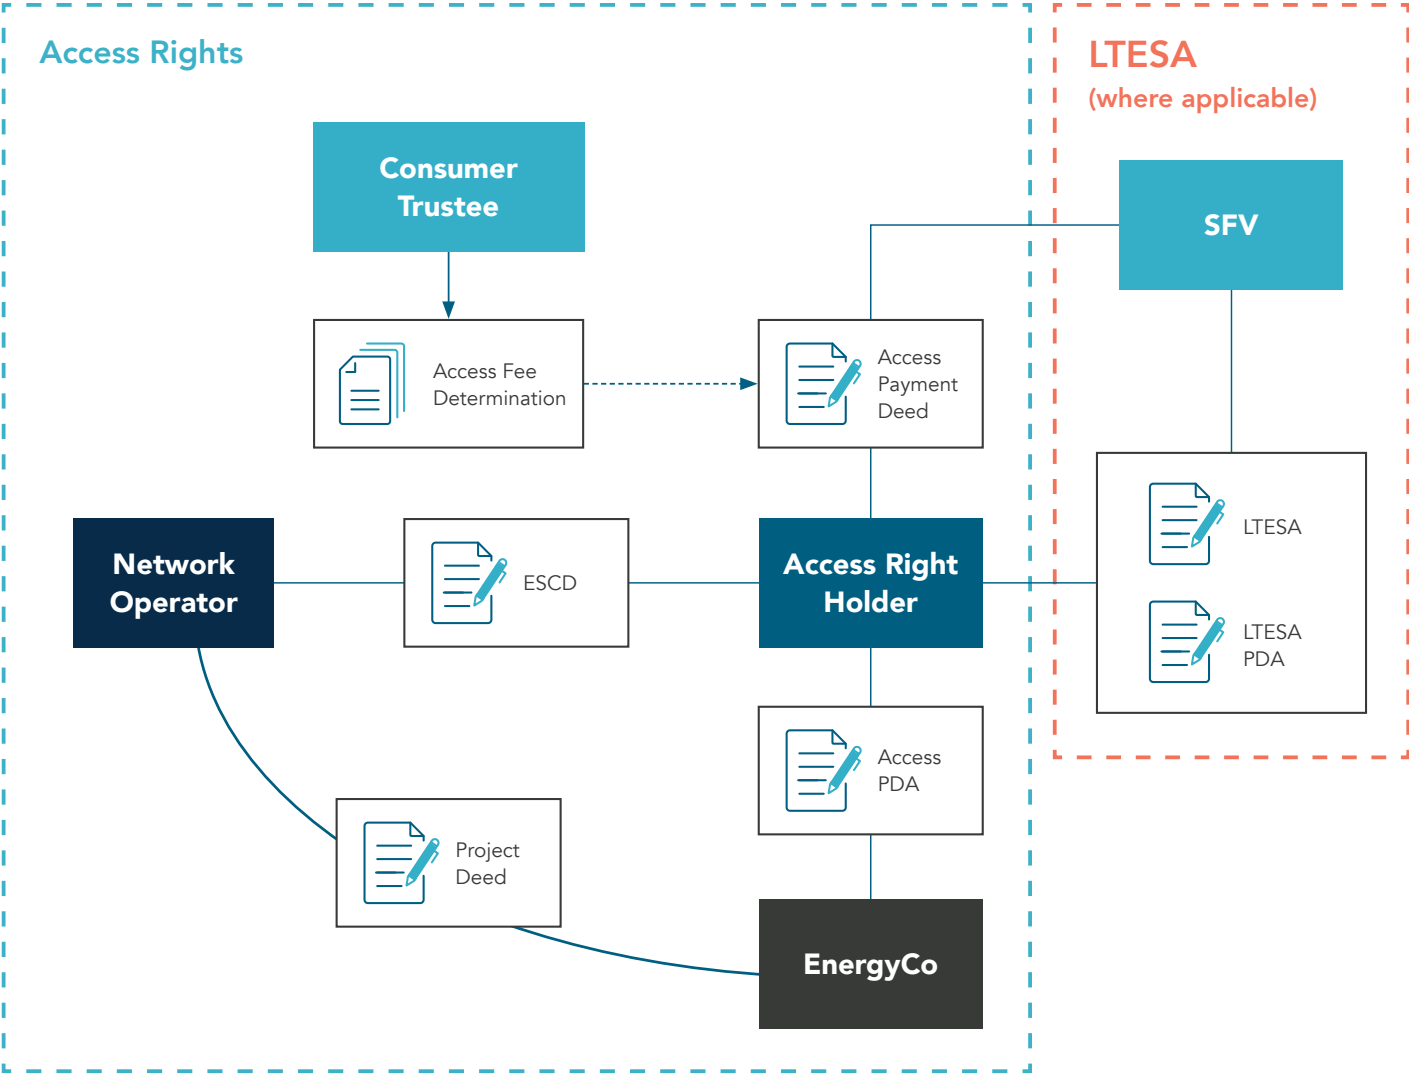 Access Rights
LTESA
(where applicable)
Consumer
Trustee
SFV
Access Fee
Determination
Access
Payment
Deed
Network
Operator
ESCD
Access Right
Holder
LTESA
LTESA
PDA
Access
PDA
Project
Deed
EnergyCo